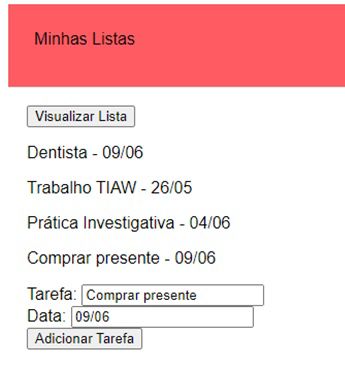 Minhas Listas
Visualizar Lista
Dentista - 09/06
Trabalho TIAW - 26/05
Prática Investigativa - 04/06
Comprar presente - 09/06
Tarefa: Comprar presente
Data: 09/06
Adicionar Tarefa